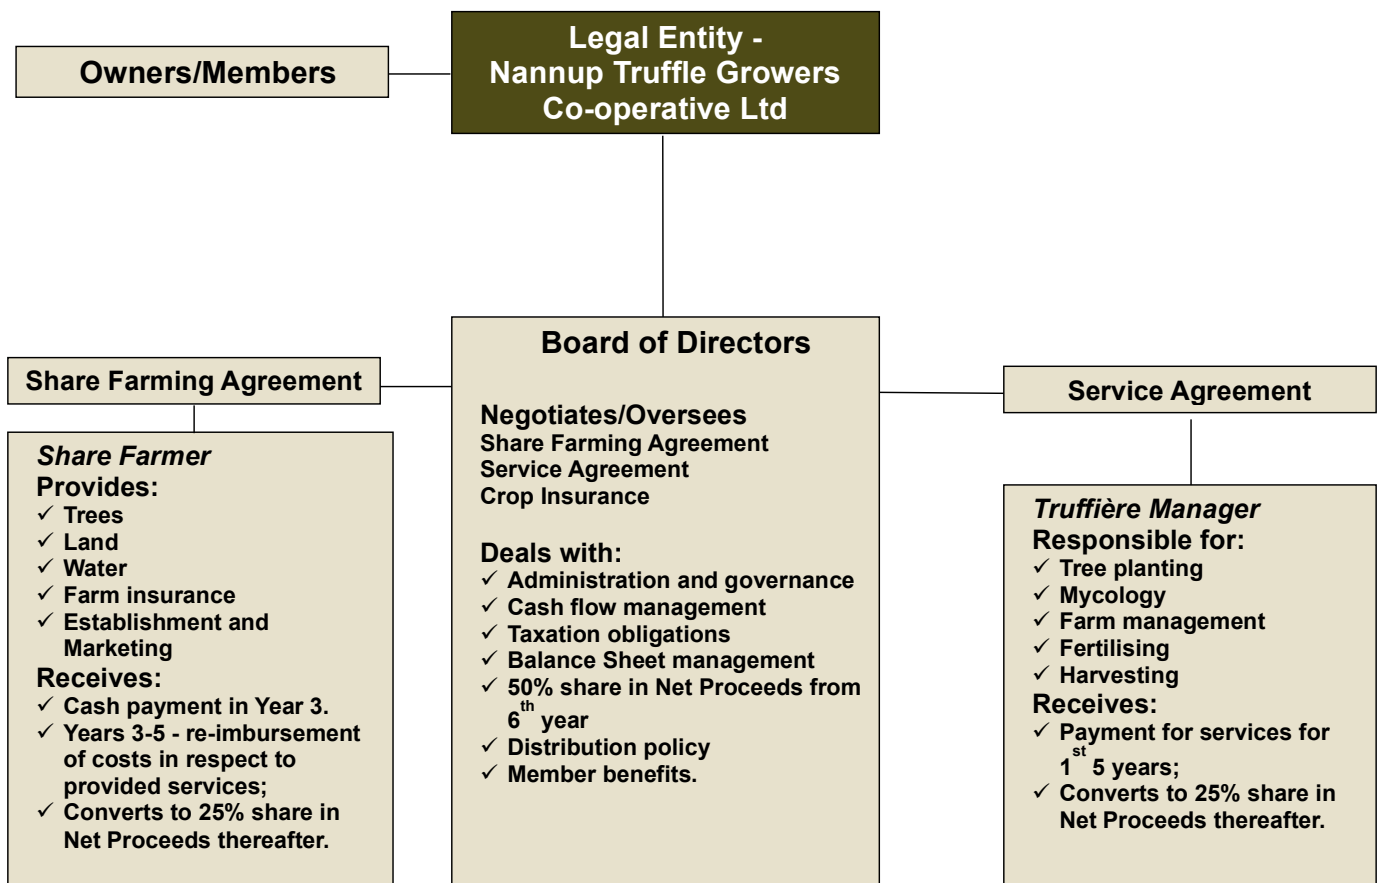 Owners/Members
Legal Entity -
Nannup Truffle Growers
Co-operative Ltd
Share Farming Agreement
Share Farmer
Provides:
✓ Trees
✓ Land
✓ Water
✓ Farm insurance
✓ Establishment and
Marketing
Receives:
✓ Cash payment in Year 3.
✓ Years 3-5 - re-imbursement
of costs in respect to
provided services;
✓ Converts to 25% share in
Net Proceeds thereafter.
Board of Directors
Negotiates/Oversees
Share Farming Agreement
Service Agreement
Crop Insurance
Deals with:
✓ Administration and governance
✓ Cash flow management
✓ Taxation obligations
✓ Balance Sheet management
✓ 50% share in Net Proceeds from
6th year
✓ Distribution policy
✓ Member benefits.
Service Agreement
Truffière Manager
Responsible for:
✓ Tree planting
✓ Mycology
✓ Farm management
✓ Fertilising
✓ Harvesting
Receives:
✓ Payment for services for
1st 5 years;
✓ Converts to 25% share in
Net Proceeds thereafter.